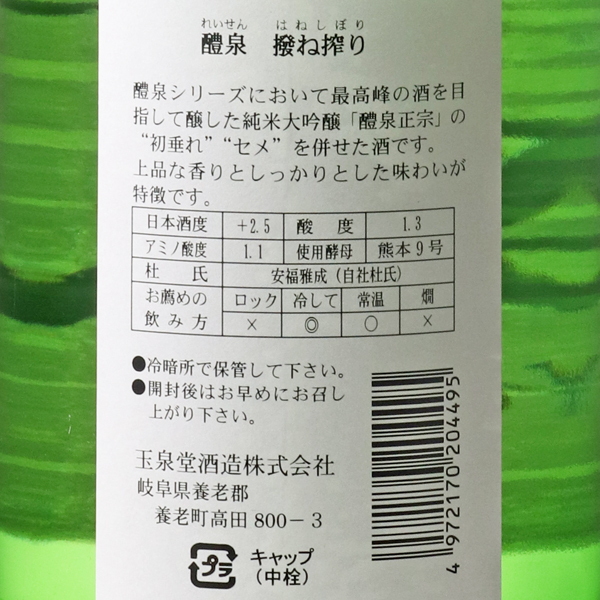 れいせん はねしぼり
醴泉 撥ね搾り
醴泉シリーズにおいて最高峰の酒を目
指して醸した純米大吟醸「醴泉正宗」の
“初垂れ”“セメ”を併せた酒です。
上品な香りとしっかりとした味わいが
特徴です。
日本酒度 +2.5 酸度 1.3
アミノ酸度 1.1 使用酵母 熊本9号
杜氏 安福雅成(自社杜氏)
お薦めの ロック 冷して 常温 燗
飲み方 × ◎ ○ ×
●冷暗所で保管して下さい。
●開封後はお早めにお召し
上がり下さい。
玉泉堂酒造株式会社
岐阜県養老郡
養老町高田800-3
プラ キャップ
(中栓)
4972170204495